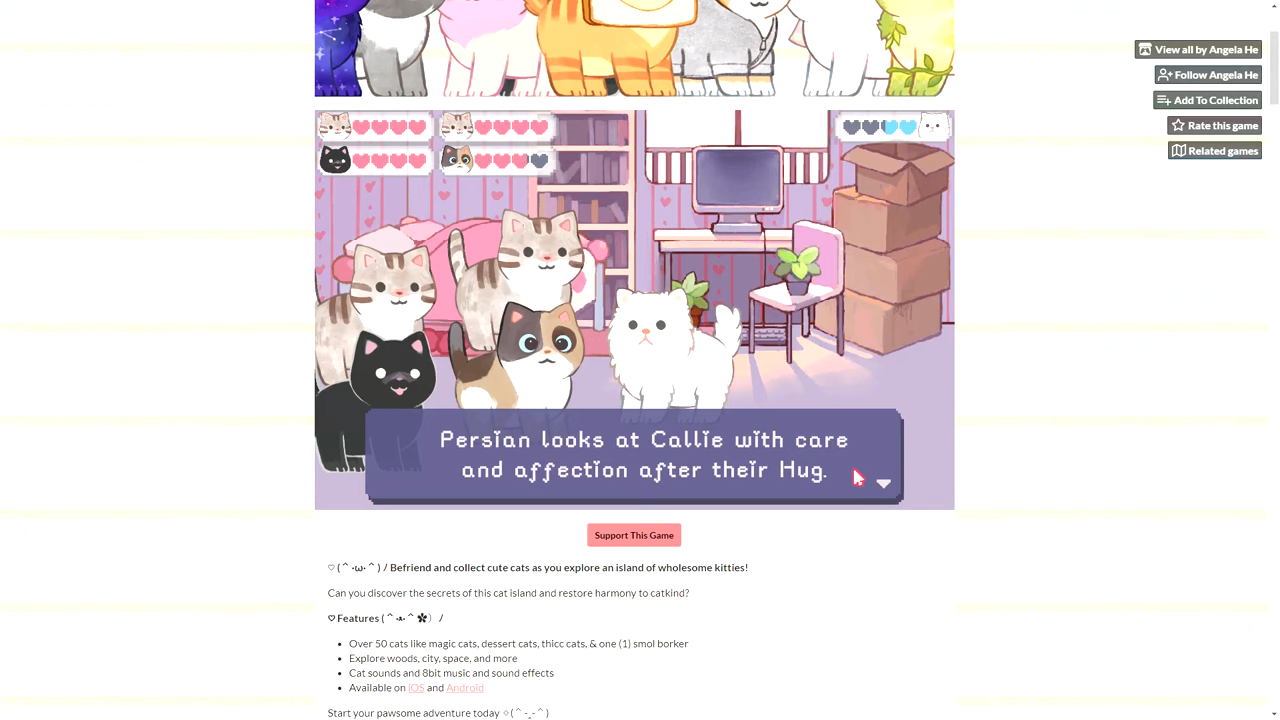 View all by Angela He
Follow Angela He
Add To Collection
Rate this game
Related games
Persian looks at Callie with care
and affection after their Hug.
Support This Game
♡ ( ＾･ω･＾ ) / Befriend and collect cute cats as you explore an island of wholesome kitties!
Can you discover the secrets of this cat island and restore harmony to catkind?
♡ Features ( ＾･ᴥ･＾ ✿） /
• Over 50 cats like magic cats, dessert cats, thicc cats, & one (1) smol borker
• Explore woods, city, space, and more
• Cat sounds and 8bit music and sound effects
• Available on iOS and Android
Start your pawsome adventure today ✧(＾-‿-＾)